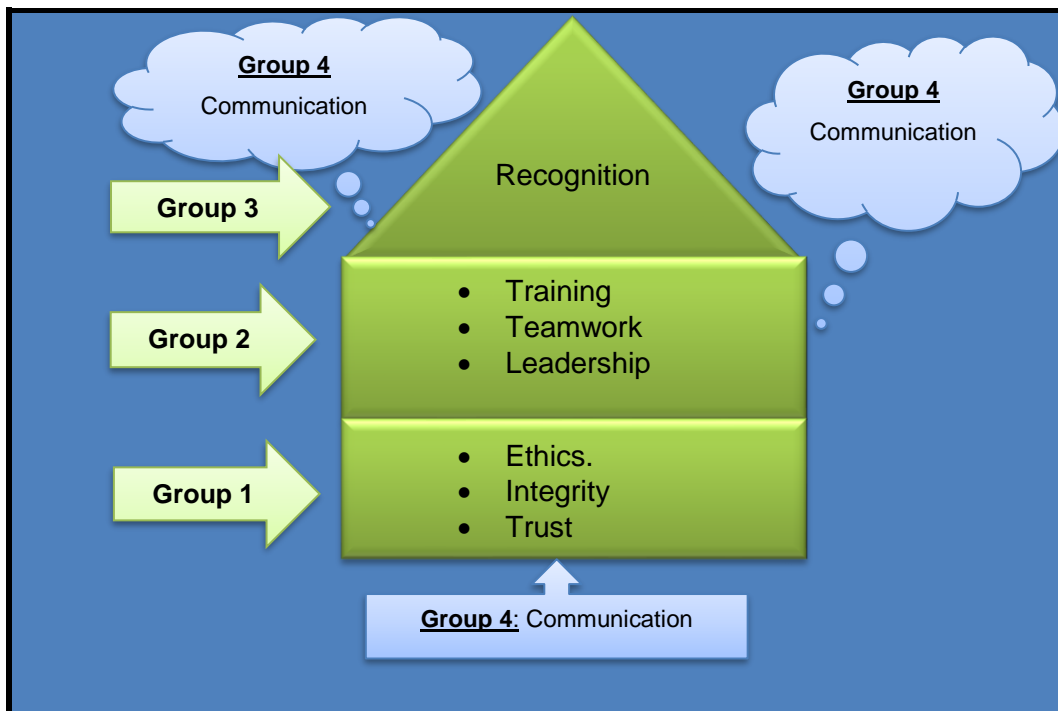 Group 4
Communication
Group 4
Communication
Recognition
Group 3
• Training
• Teamwork
• Leadership
Group 2
• Ethics.
• Integrity
• Trust
Group 1
Group 4: Communication